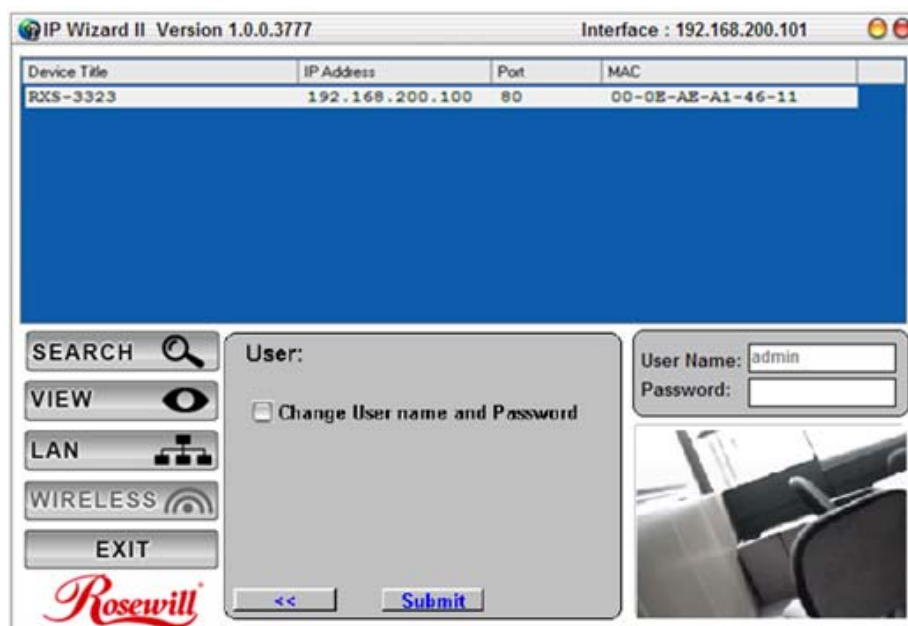 IP Wizard II Version 1.0.0.3777 Interface : 192.168.200.101
Device Title IP Address Port MAC
RXS-3323 192.168.200.100 80 00-0E-AE-A1-46-11
SEARCH
VIEW
LAN
WIRELESS
EXIT
Rosewill
User:
Change User name and Password
<< Submit
User Name: admin
Password: